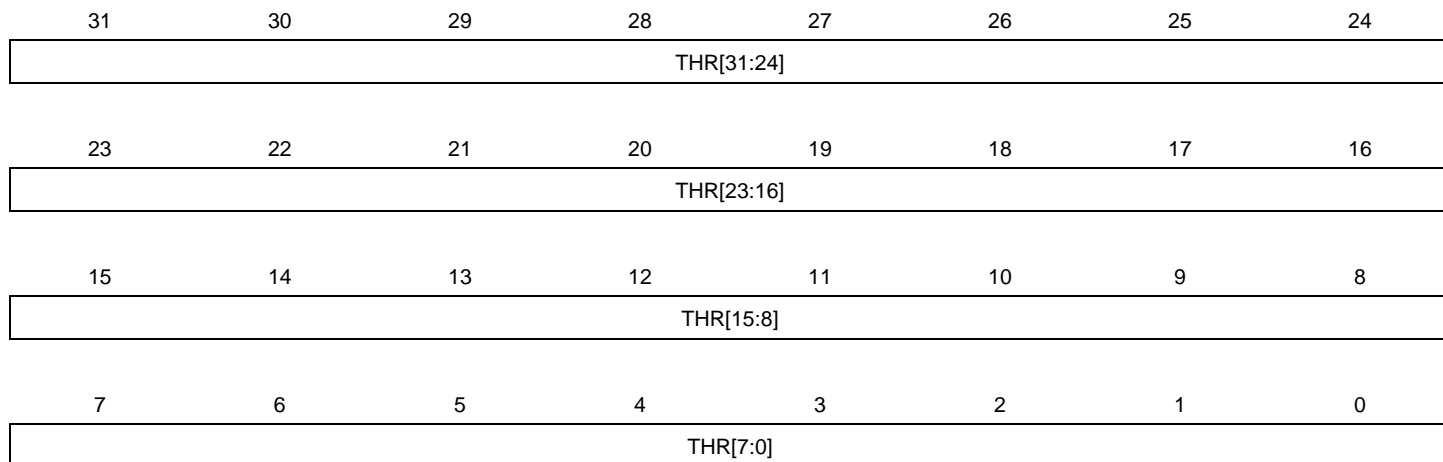 31 30 29 28 27 26 25 24
THR[31:24]
23 22 21 20 19 18 17 16
THR[23:16]
15 14 13 12 11 10 9 8
THR[15:8]
7 6 5 4 3 2 1 0
THR[7:0]